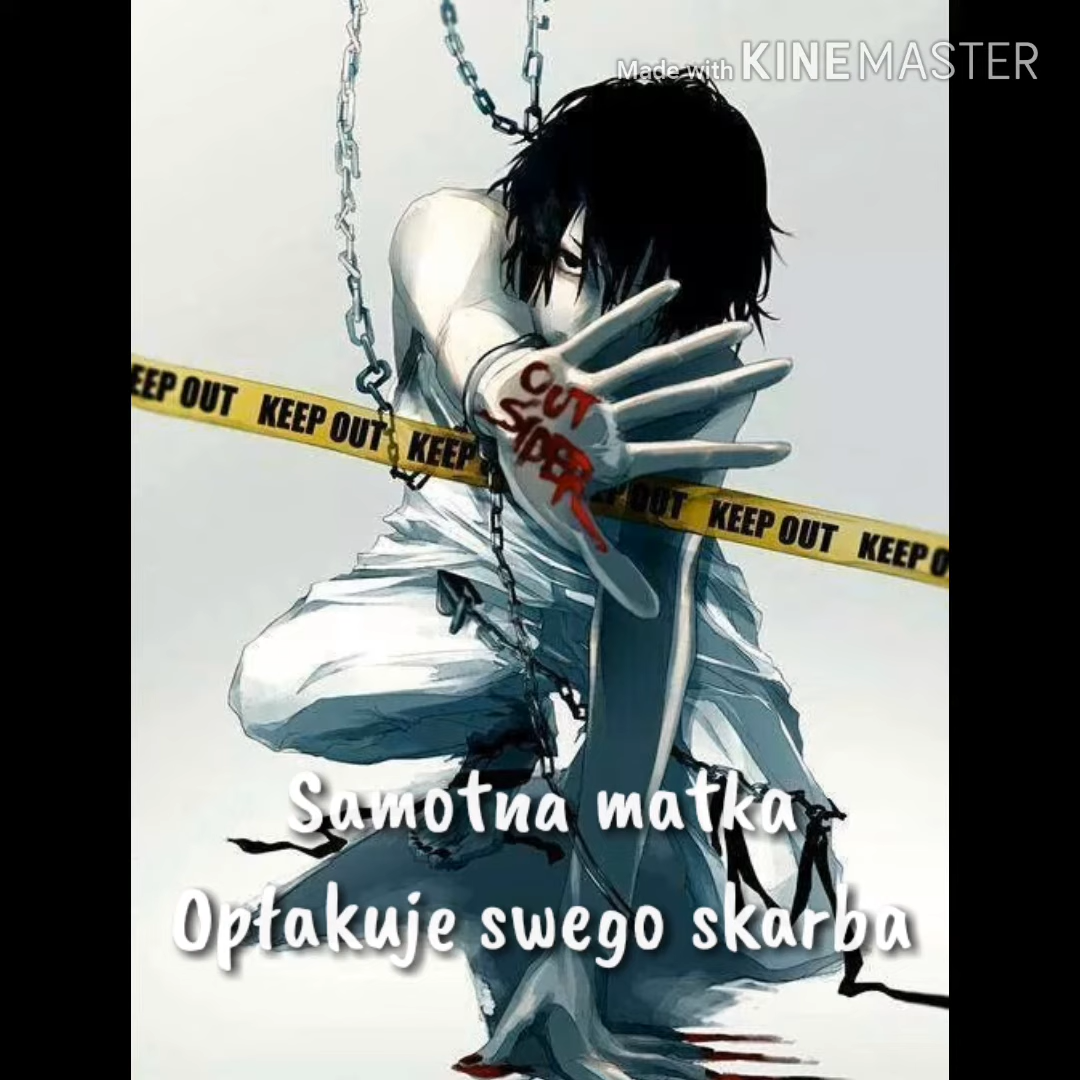 Made with KINEMASTER
EEP OUT KEEP OUT KEEP EP OUT KEEP OUT KEEP O
OUT
SIDER
Samotna matka
Opłakuje swego skarba